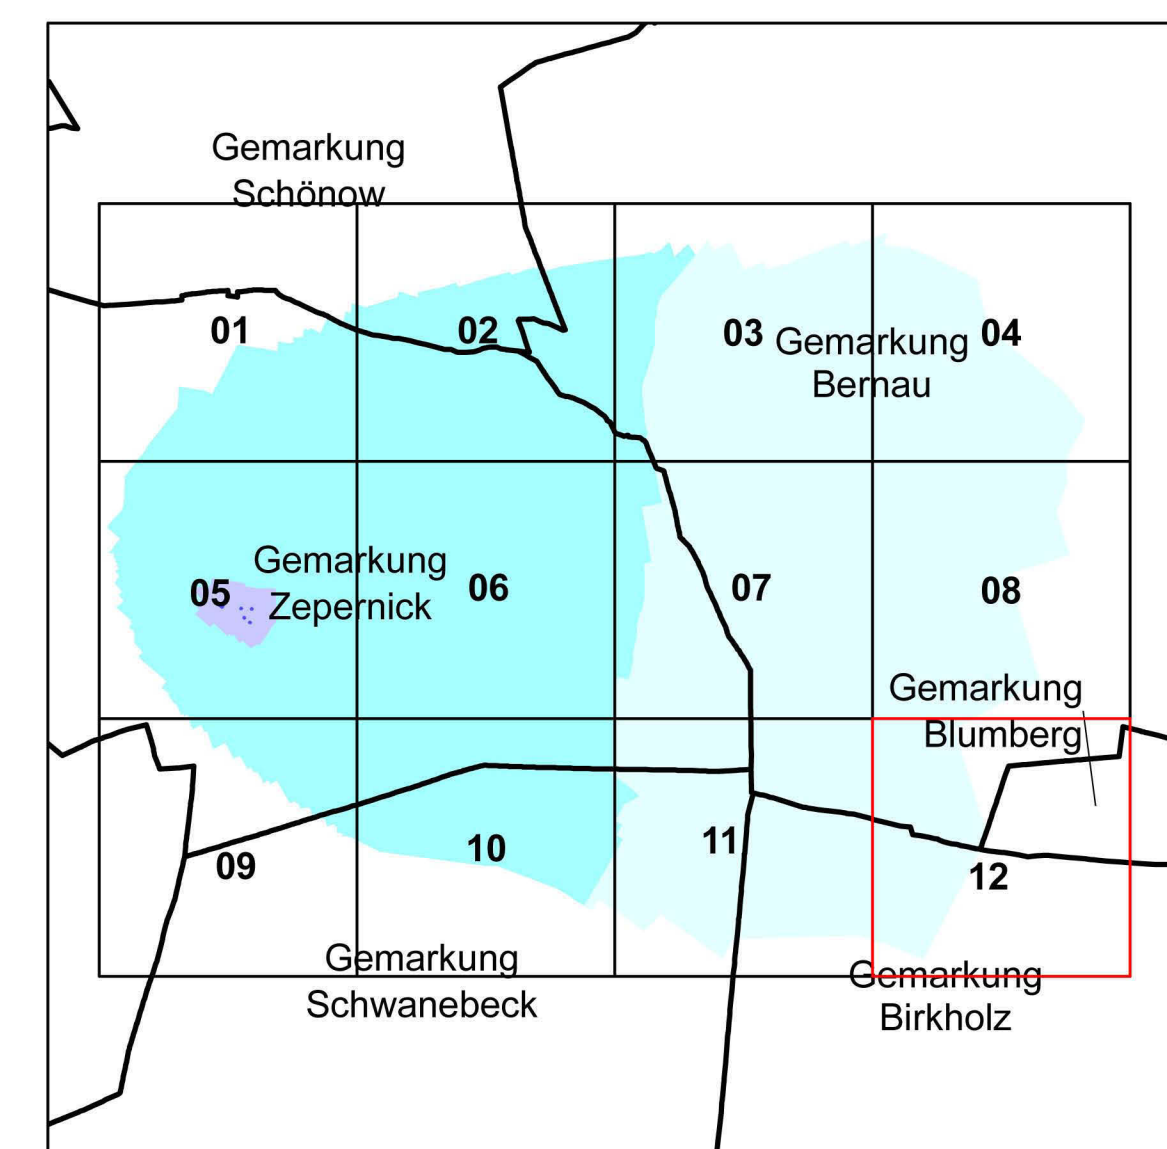 Gemarkung
Schönow
01
02
03
Gemarkung
Bernau
04
05
Gemarkung
Zepernick
06
07
08
Gemarkung
Blumberg
09
10
11
12
Gemarkung
Schwanebeck
Gemarkung
Birkholz